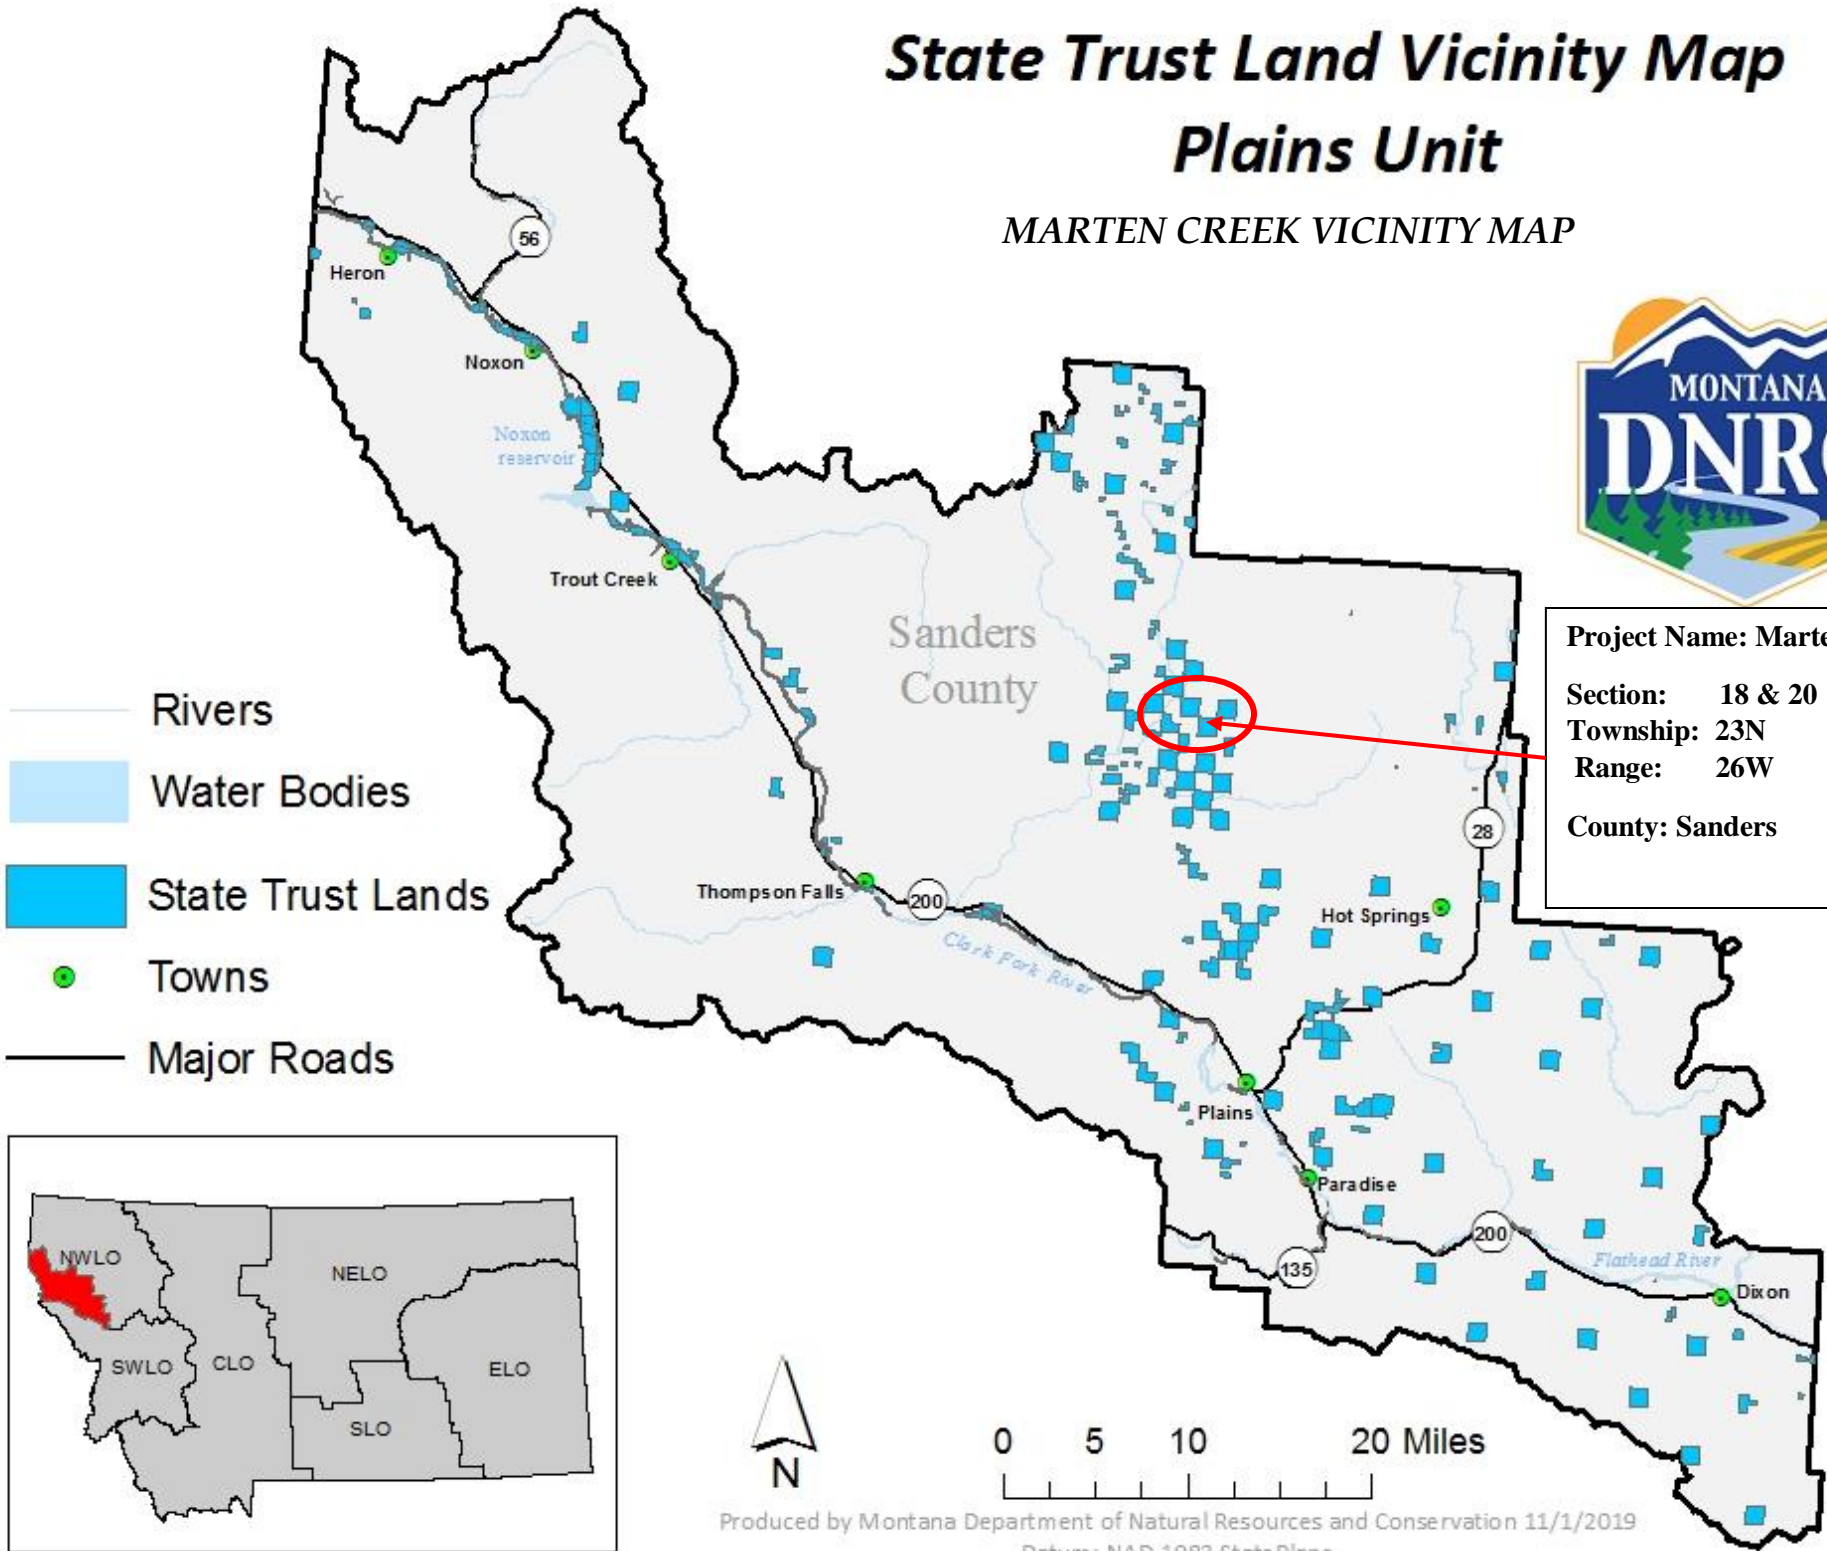 State Trust Land Vicinity Map
Plains Unit
MARTEN CREEK VICINITY MAP
56
Heron
Noxon
Noxon
reservoir
Trout Creek
Sanders
County
MONTANA
Project Name:
Section: 18 & 20
Township: 23N
Range: 26W
County: Sanders
Rivers
Water Bodies
State Trust Lands
Towns
Major Roads
28
Thompson Falls
200
Hot Springs
Clark Fork River
Plains
Paradise
200
135
Flathead River
Dixon
NWLO
NELO
SWLO
CLO
ELO
SLO
N
0 5 10 20 Miles
Produced by Montana Department of Natural Resources and Conservation 11/1/2019